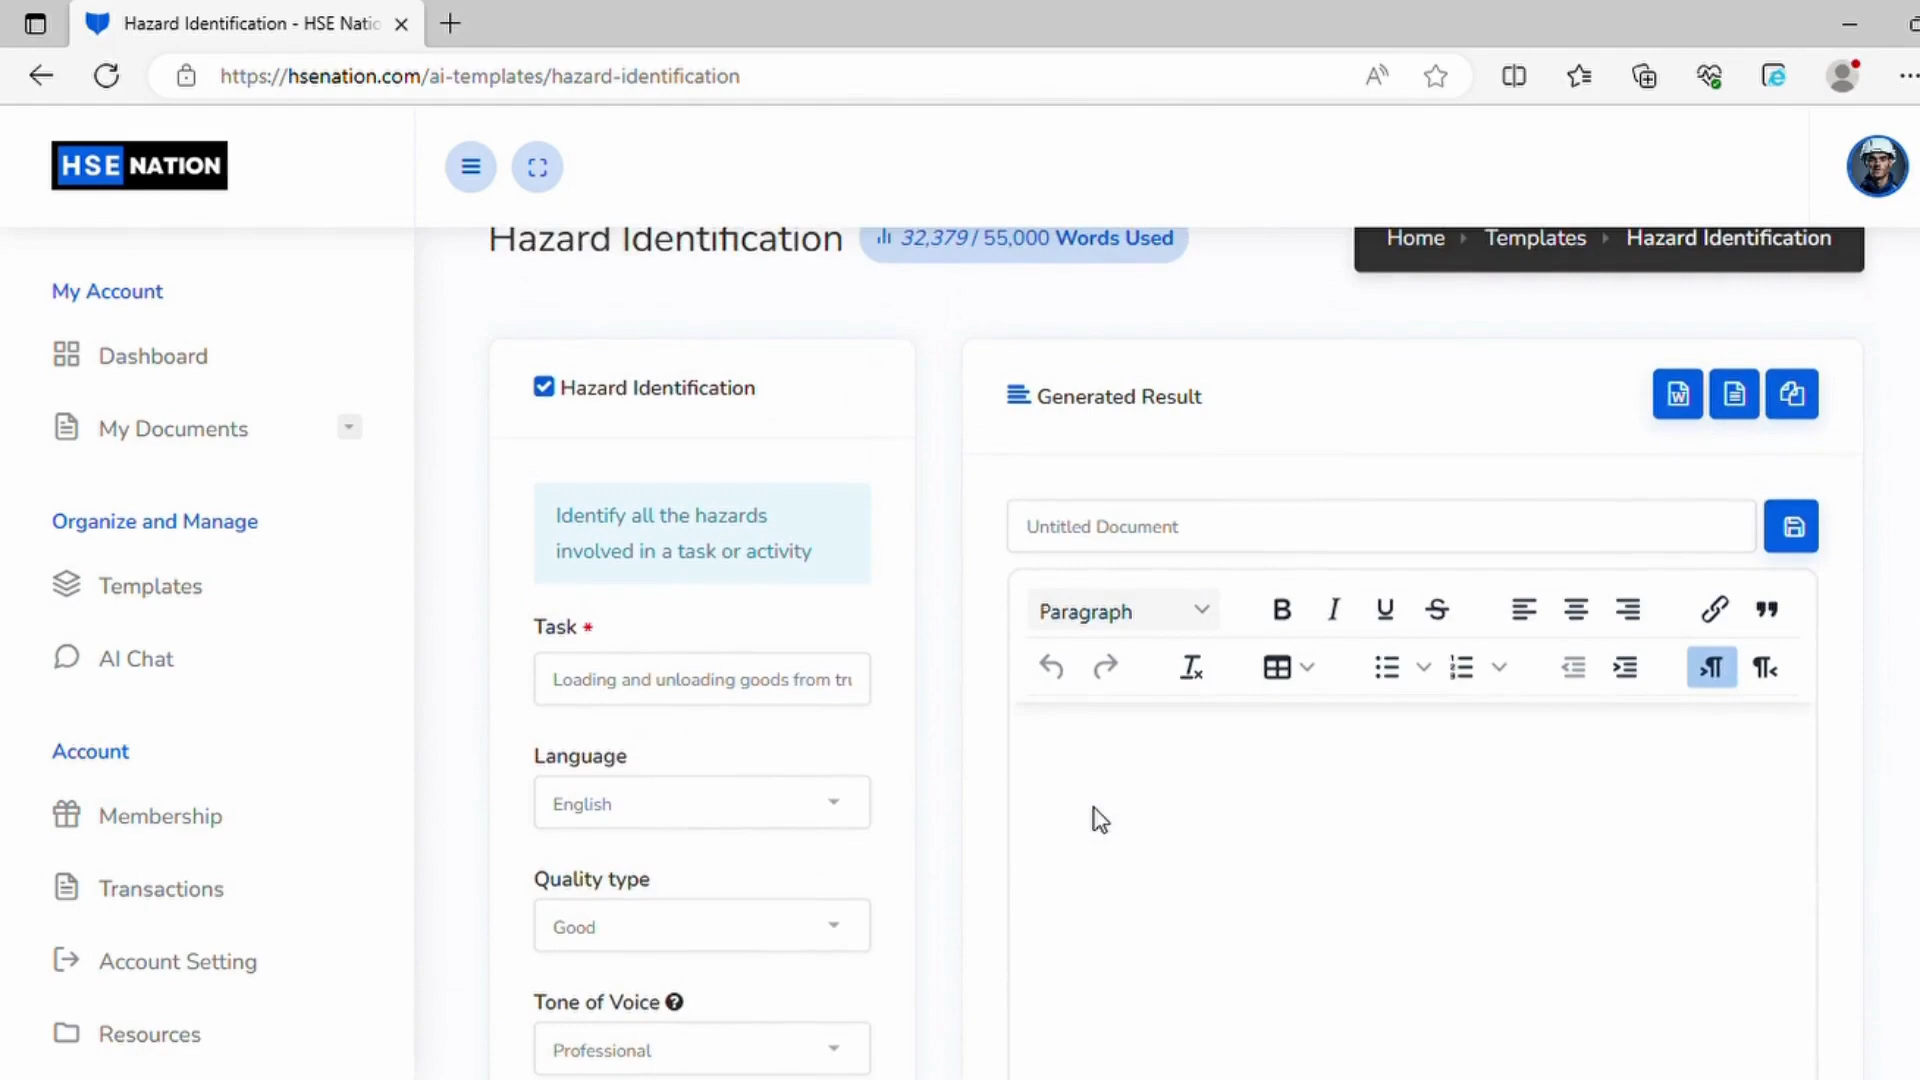 Hazard Identification - HSE Natio
https://hsenation.com/ai-templates/hazard-identification
HSE NATION
Hazard Identification
32,379 / 55,000 Words Used
Home
Templates
Hazard Identification
My Account
Dashboard
My Documents
Organize and Manage
Templates
AI Chat
Account
Membership
Transactions
Account Setting
Resources
Hazard Identification
Identify all the hazards
involved in a task or activity
Task *
Loading and unloading goods from tru
Language
English
Quality type
Good
Tone of Voice
Professional
Generated Result
Untitled Document
Paragraph